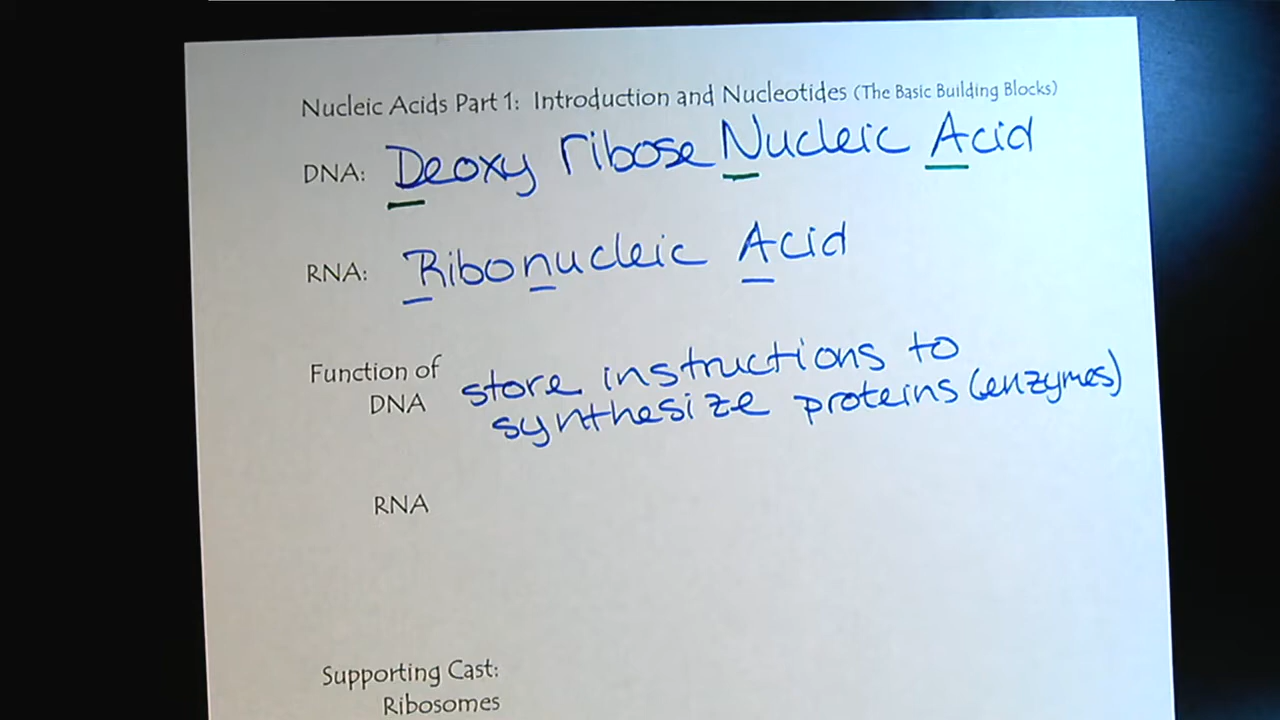 Nucleic Acids Part 1: Introduction and Nucleotides (The Basic Building Blocks)
DNA: Deoxy ribose Nucleic Acid
RNA: Ribonucleic Acid
Function of
DNA store instructions to
synthesize proteins (enzymes)
RNA
Supporting Cast:
Ribosomes